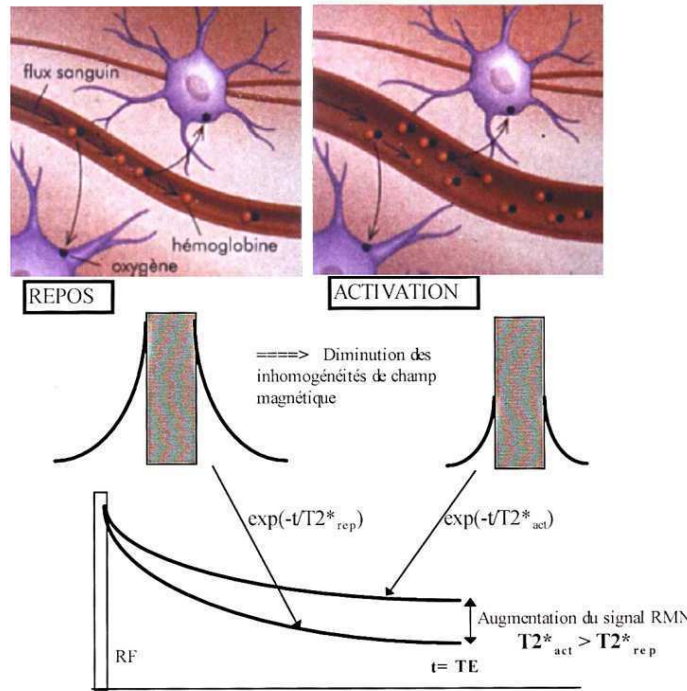 flux sanguin
hémoglobine
oxygène
REPOS
ACTIVATION
====> Diminution des
inhomogénéités de champ
magnétique
exp(-t/T2*rep)
exp(-t/T2*act)
Augmentation du signal RMN
T2*act > T2*rep
RF
t= TE